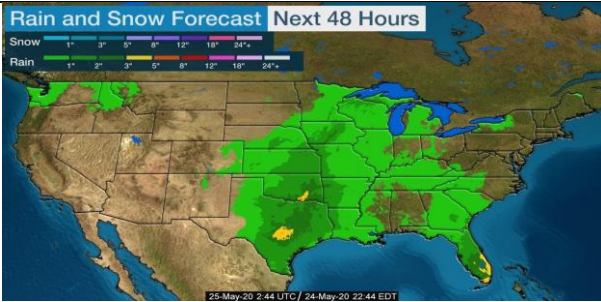 Rain and Snow Forecast Next 48 Hours
Snow 1" 3" 5" 8" 12" 18" 24"+
Rain 1" 2" 3" 5" 8" 12" 18" 24"+
25-May-20 2:44 UTC / 24-May-20 22:44 EDT